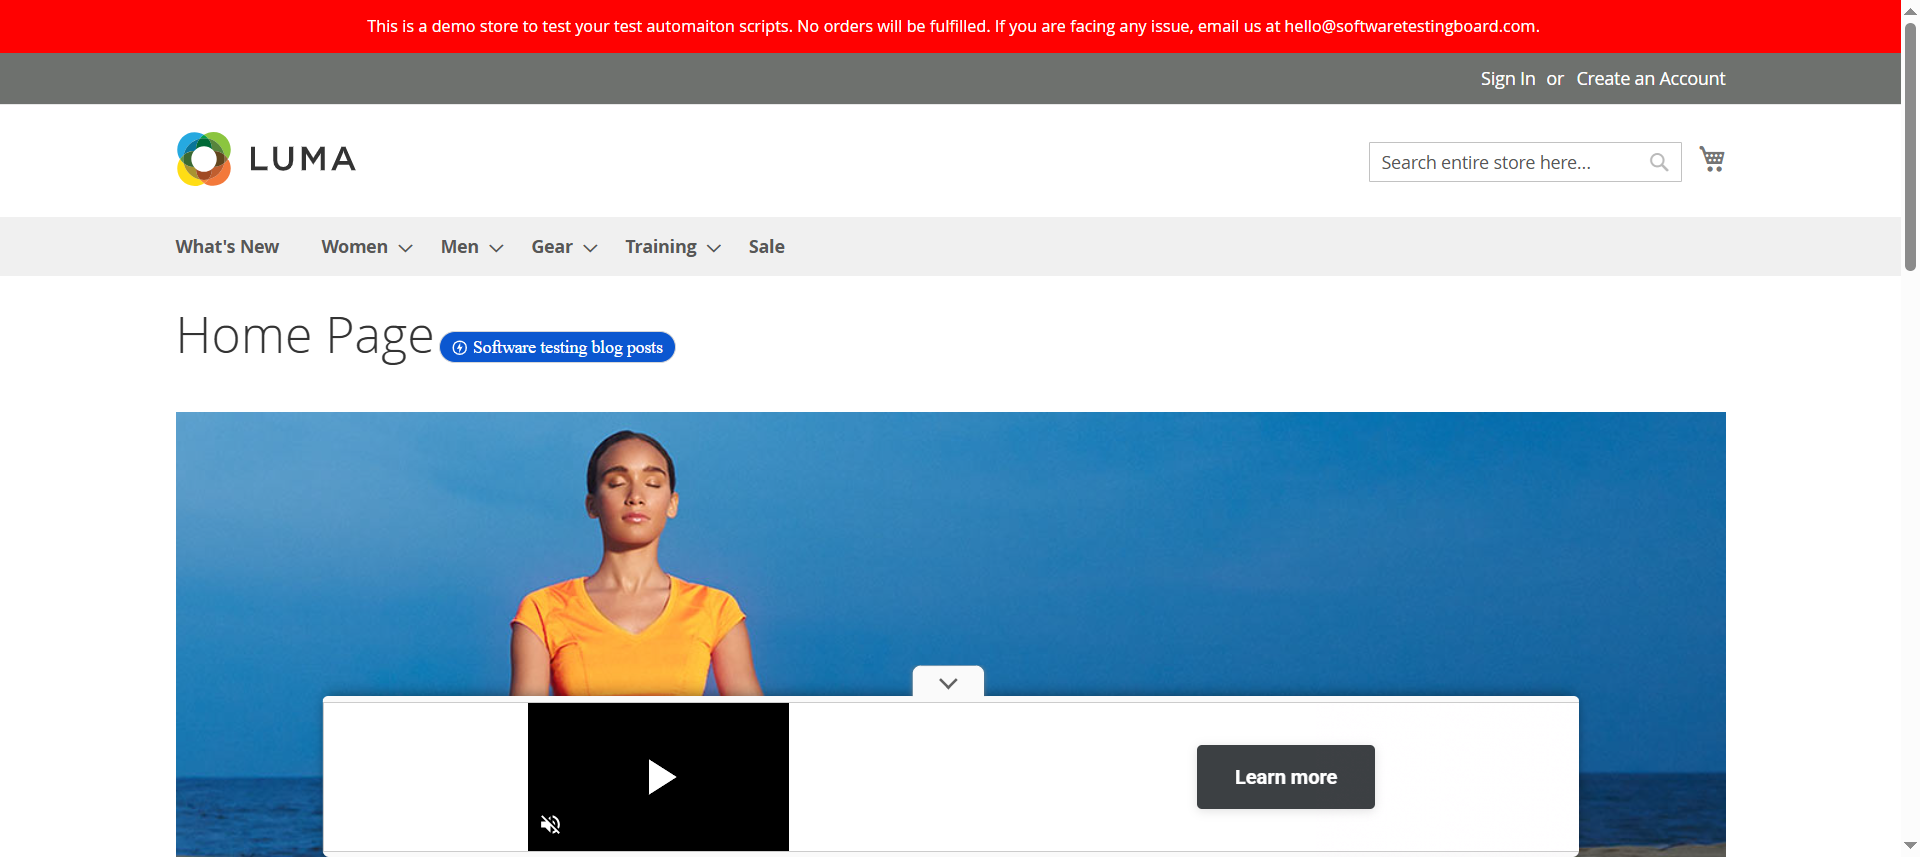 This is a demo store to test your test automaiton scripts. No orders will be fulfilled. If you are facing any issue, email us at hello@softwaretestingboard.com.
Sign In or Create an Account
LUMA
Search entire store here...
What's New Women Men Gear Training Sale
Home Page
Software testing blog posts
Learn more